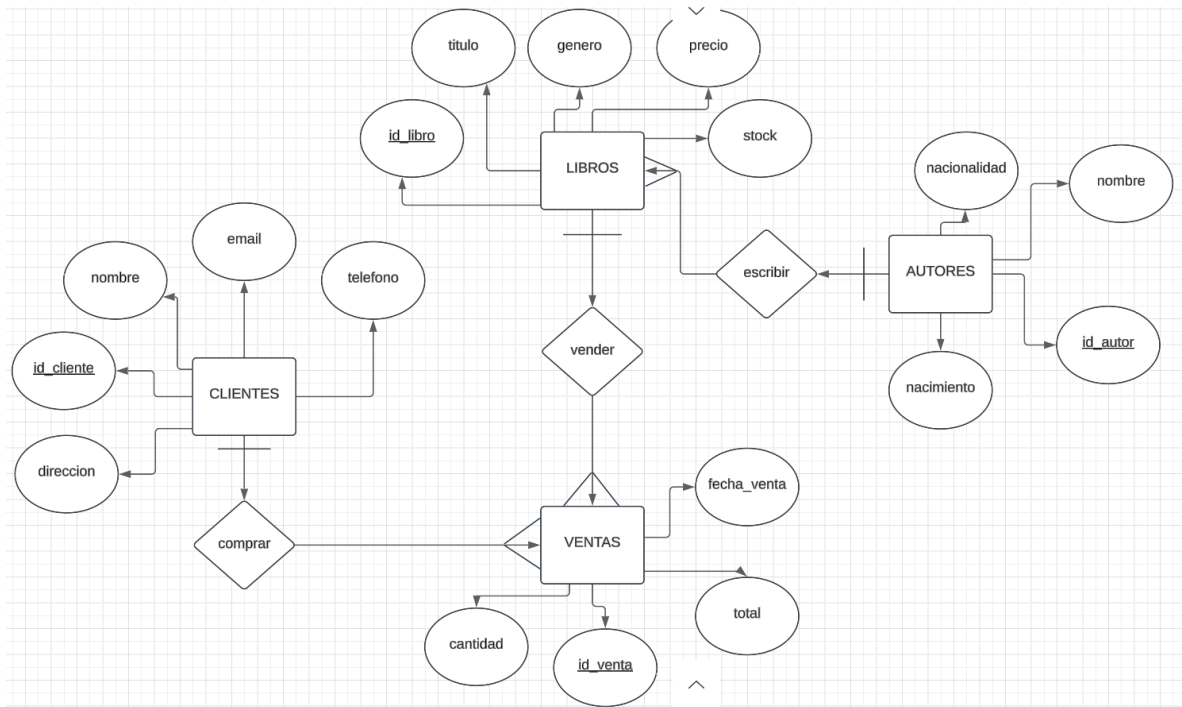 titulo
genero
precio
id_libro
stock
LIBROS
nacionalidad
nombre
email
nombre
telefono
escribir
AUTORES
id_cliente
CLIENTES
vender
id_autor
nacimiento
direccion
fecha_venta
comprar
VENTAS
cantidad
total
id_venta